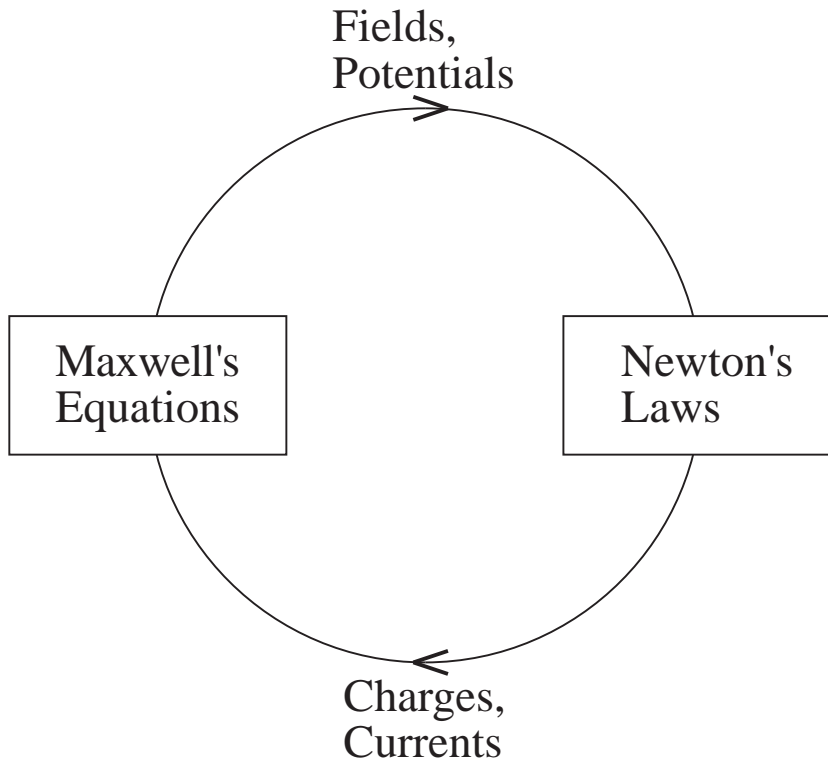 Fields,
Potentials
Maxwell's
Equations
Newton's
Laws
Charges,
Currents